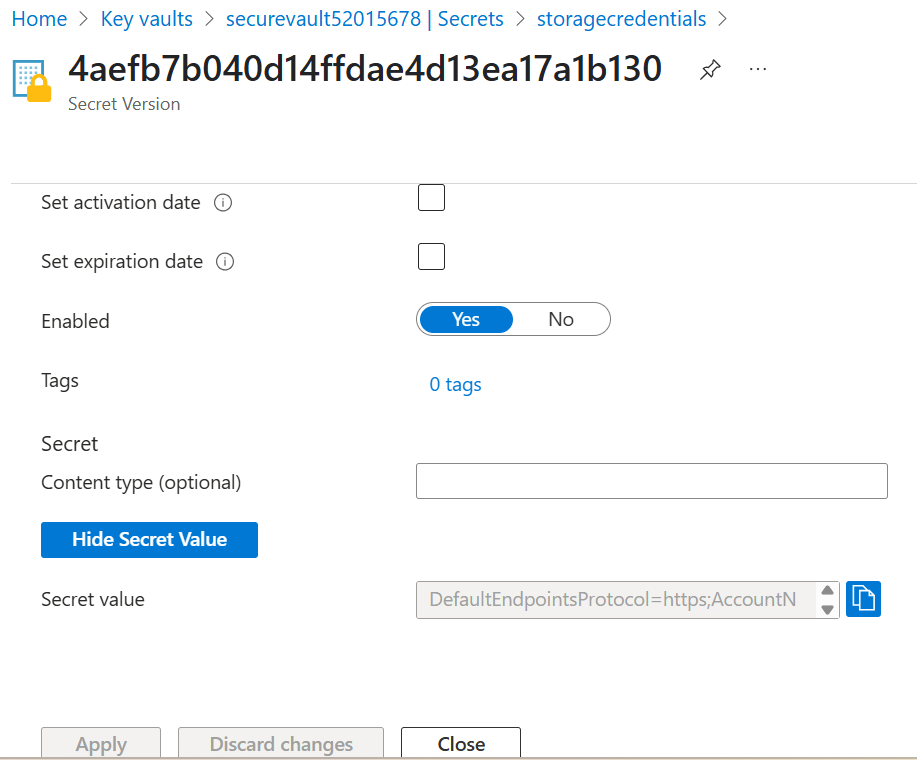 Home > Key vaults > securevault52015678 | Secrets > storagecredentials >
4aefb7b040d14ffdae4d13ea17a1b130
Secret Version
Set activation date
Set expiration date
Enabled Yes No
Tags 0 tags
Secret
Content type (optional)
Hide Secret Value
Secret value DefaultEndpointsProtocol=https;AccountN
Apply Discard changes Close